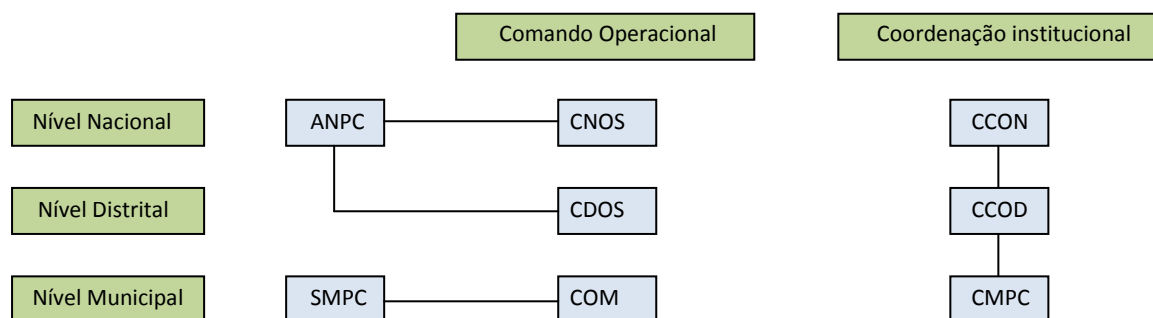 Comando Operacional
Coordenação institucional
Nível Nacional
ANPC
CNOS
CCON
Nível Distrital
CDOS
CCOD
Nível Municipal
SMPC
COM
CMPC